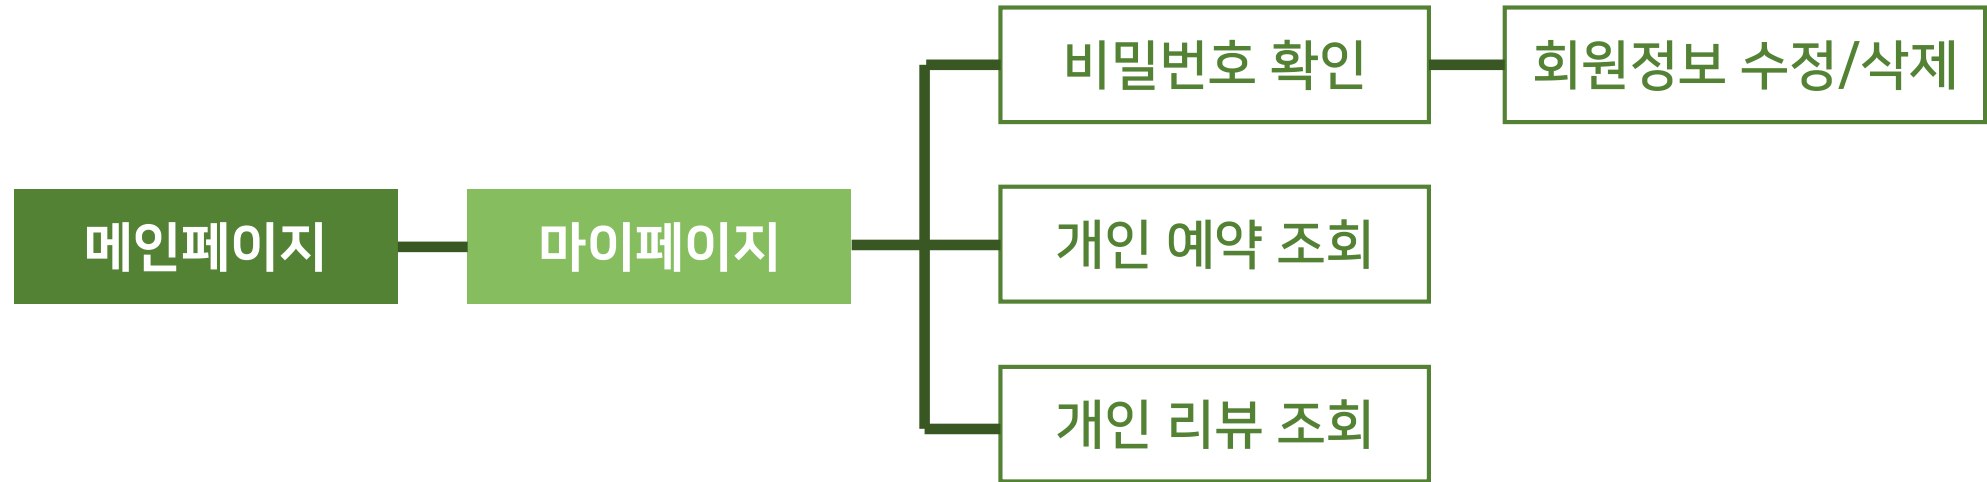 비밀번호 확인
회원정보 수정/삭제
메인페이지
마이페이지
개인 예약 조회
개인 리뷰 조회